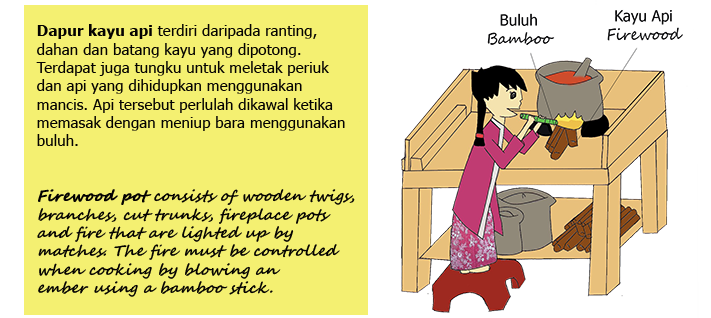 Dapur kayu api terdiri daripada ranting,
dahan dan batang kayu yang dipotong.
Terdapat juga tungku untuk meletak periuk
dan api yang dihidupkan menggunakan
mancis. Api tersebut perlulah dikawal ketika
memasak dengan meniup bara menggunakan
buluh.
Firewood pot consists of wooden twigs,
branches, cut trunks, fireplace pots
and fire that are lighted up by
matches. The fire must be controlled
when cooking by blowing an
ember using a bamboo stick.
Buluh
Bamboo
Kayu Api
Firewood